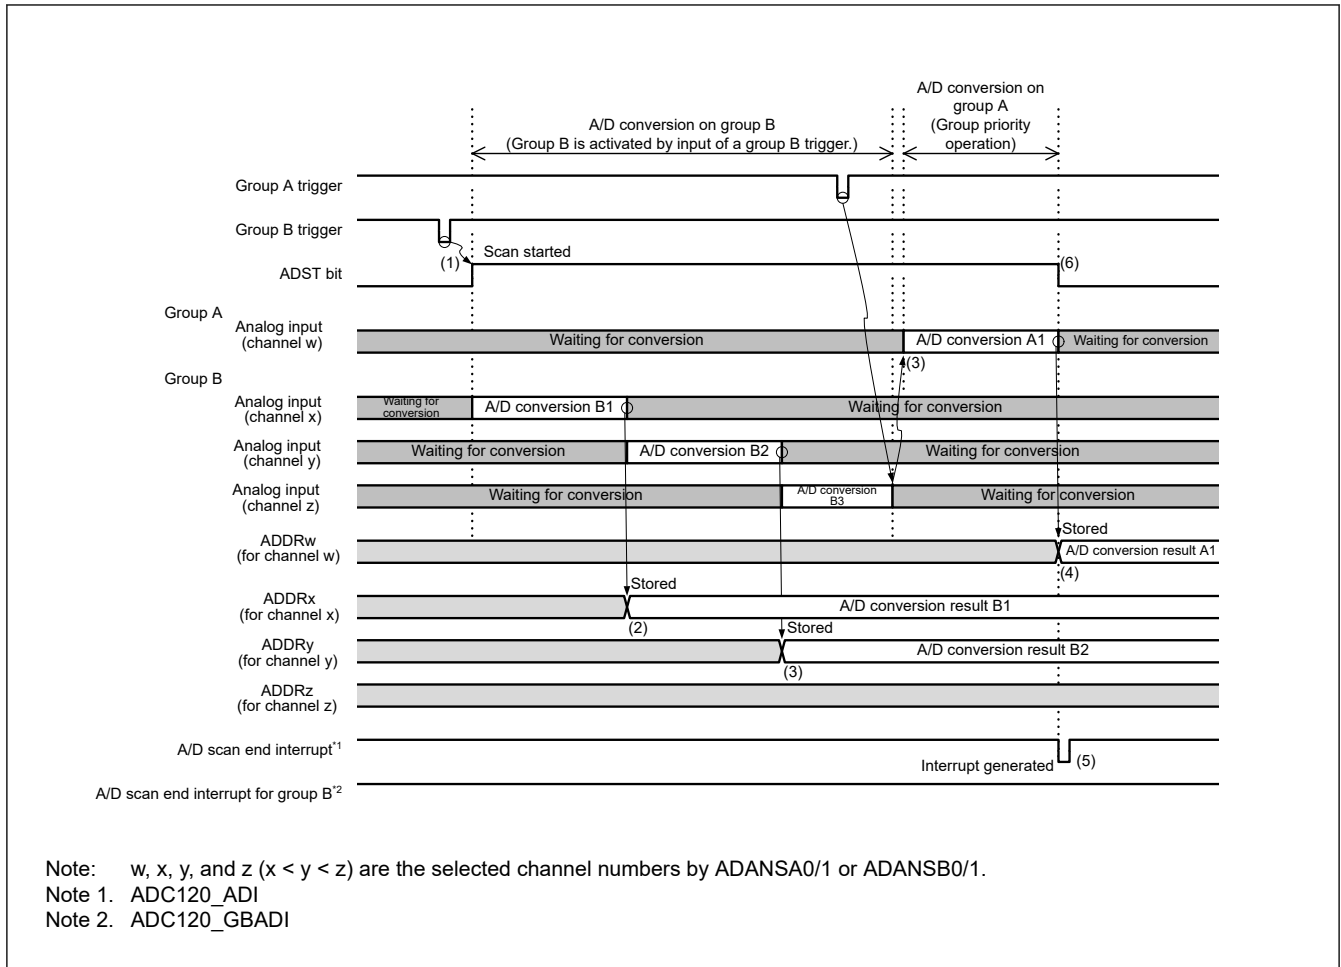 A/D conversion on
group A
(Group priority
operation)
A/D conversion on group B
(Group B is activated by input of a group B trigger.)
Group A trigger
Group B trigger
(1)
Scan started
ADST bit
(6)
Group A
Analog input
(channel w)
Waiting for conversion
A/D conversion A1
Waiting for conversion
(3)
Group B
Analog input
(channel x)
Waiting for
conversion
A/D conversion B1
Waiting for conversion
Analog input
(channel y)
Waiting for conversion
A/D conversion B2
Waiting for conversion
Analog input
(channel z)
Waiting for conversion
A/D conversion
B3
Waiting for conversion
Stored
ADDRw
(for channel w)
A/D conversion result A1
(4)
Stored
ADDRx
(for channel x)
A/D conversion result B1
(2)
Stored
ADDRy
(for channel y)
A/D conversion result B2
(3)
ADDRz
(for channel z)
A/D scan end interrupt*1
Interrupt generated
(5)
A/D scan end interrupt for group B*2
Note: w, x, y, and z (x < y < z) are the selected channel numbers by ADANSA0/1 or ADANSB0/1.
Note 1. ADC120_ADI
Note 2. ADC120_GBADI